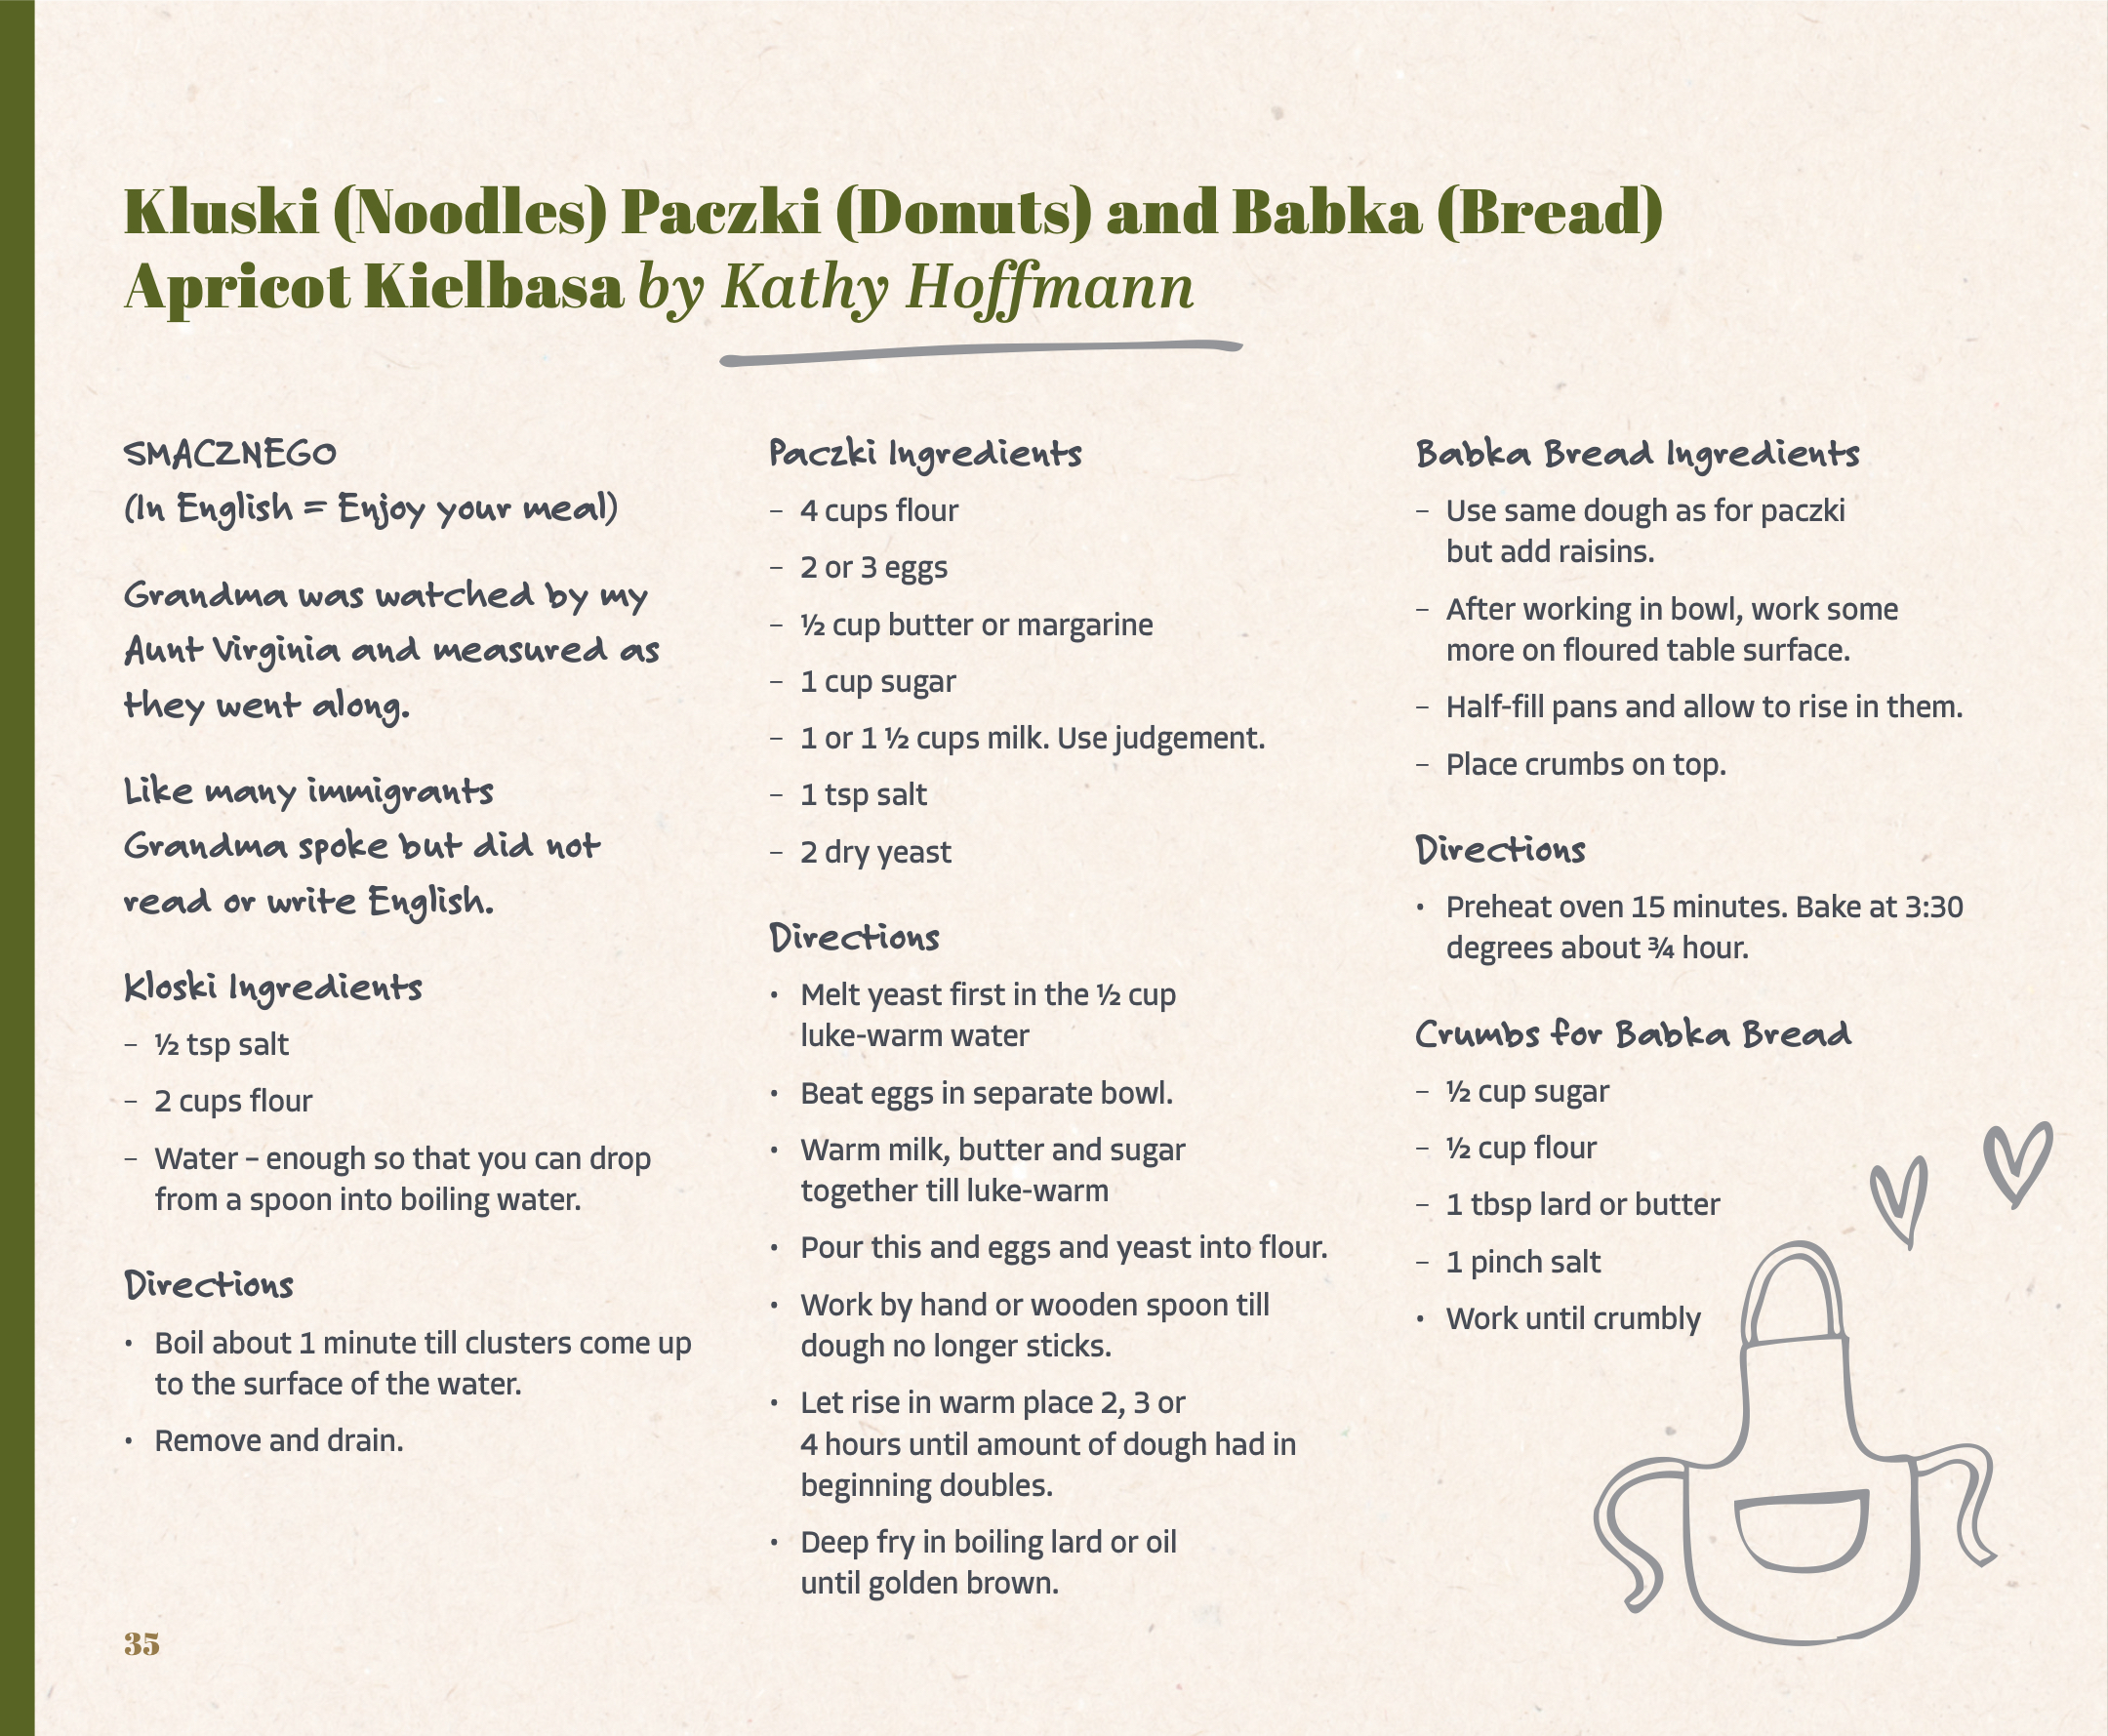 Kluski (Noodles) Paczki (Donuts) and Babka (Bread)
Apricot Kielbasa by Kathy Hoffmann
SMACZNEGO
(In English = Enjoy your meal)
Grandma was watched by my
Aunt Virginia and measured as
they went along.
Like many immigrants
Grandma spoke but did not
read or write English.
Kloski Ingredients
– ½ tsp salt
– 2 cups flour
– Water – enough so that you can drop
from a spoon into boiling water.
Directions
• Boil about 1 minute till clusters come up
to the surface of the water.
• Remove and drain.
Paczki Ingredients
– 4 cups flour
– 2 or 3 eggs
– ½ cup butter or margarine
– 1 cup sugar
– 1 or 1 ½ cups milk. Use judgement.
– 1 tsp salt
– 2 dry yeast
Directions
• Melt yeast first in the ½ cup
luke-warm water
• Beat eggs in separate bowl.
• Warm milk, butter and sugar
together till luke-warm
• Pour this and eggs and yeast into flour.
• Work by hand or wooden spoon till
dough no longer sticks.
• Let rise in warm place 2, 3 or
4 hours until amount of dough had in
beginning doubles.
• Deep fry in boiling lard or oil
until golden brown.
Babka Bread Ingredients
– Use same dough as for paczki
but add raisins.
– After working in bowl, work some
more on floured table surface.
– Half-fill pans and allow to rise in them.
– Place crumbs on top.
Directions
• Preheat oven 15 minutes. Bake at 3:30
degrees about ¾ hour.
Crumbs for Babka Bread
– ½ cup sugar
– ½ cup flour
– 1 tbsp lard or butter
– 1 pinch salt
• Work until crumbly
35